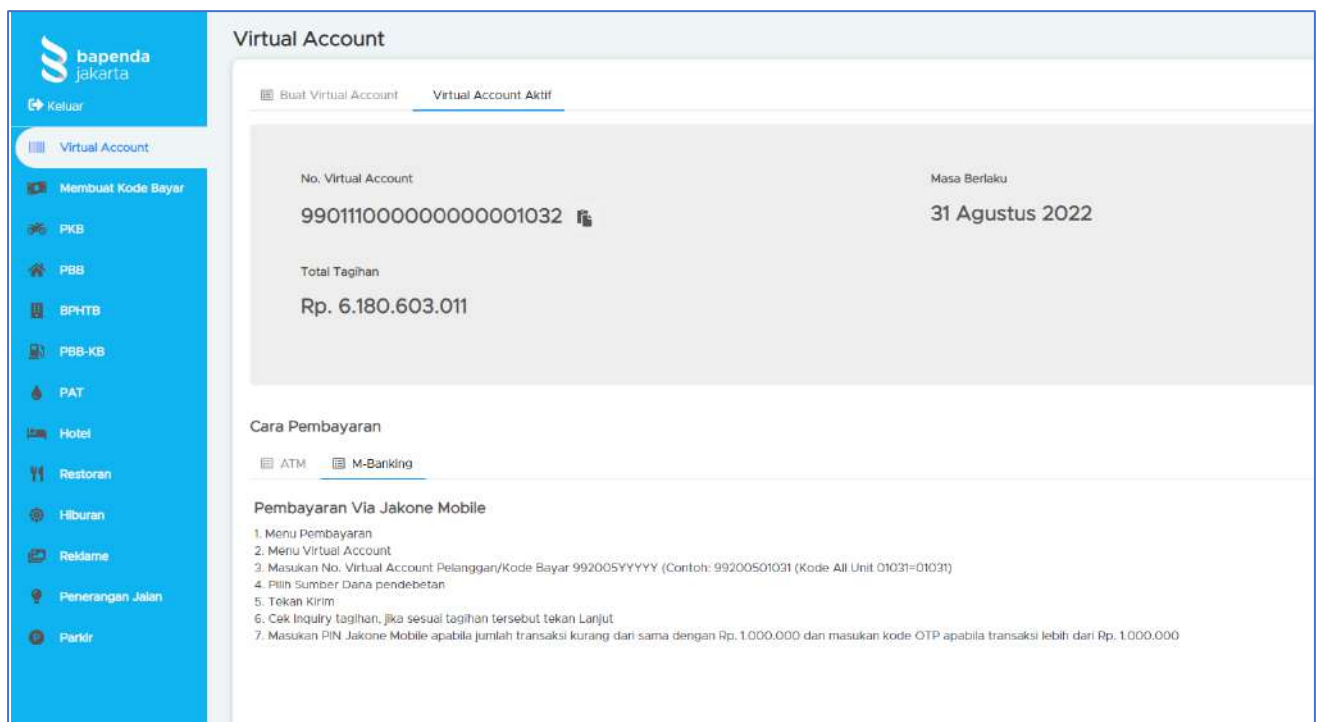 bapenda
jakarta
Keluar
Virtual Account
Membuat Kode Bayar
PKB
PBB
BPHTB
PBB-KB
PAT
Hotel
Restoran
Hiburan
Reklame
Penerangan Jalan
Parkir
Virtual Account
Buat Virtual Account
Virtual Account Aktif
No. Virtual Account
Masa Berlaku
990111000000000001032
31 Agustus 2022
Total Tagihan
Rp. 6.180.603.011
Cara Pembayaran
ATM
M-Banking
Pembayaran Via Jakone Mobile
1. Menu Pembayaran
2. Menu Virtual Account
3. Masukan No. Virtual Account Pelanggan/Kode Bayar 992005YYYYY (Contoh: 99200501031 (Kode All Unit 01031=01031)
4. Pilih Sumber Dana pendebetan
5. Tekan Kirim
6. Cek Inquiry tagihan, jika sesuai tagihan tersebut tekan Lanjut
7. Masukan PIN Jakone Mobile apabila jumlah transaksi kurang dari sama dengan Rp. 1.000.000 dan masukan kode OTP apabila transaksi lebih dari Rp. 1.000.000